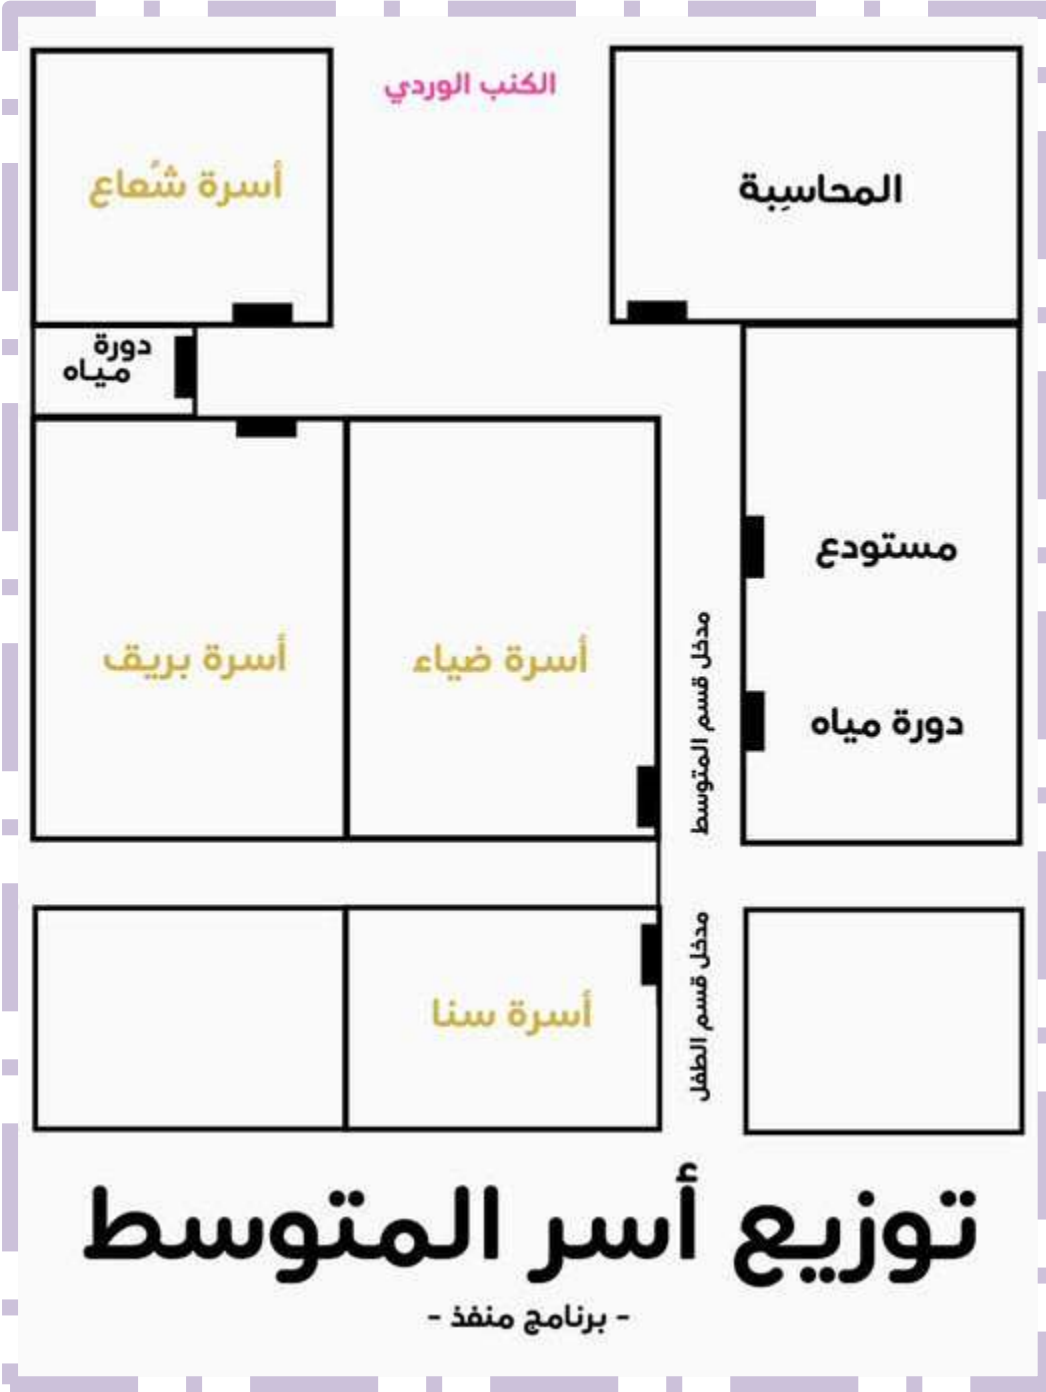 الكنب الوردي
المحاسِبة
أسرة شُعاع
دورة
مياه
مستودع
دورة مياه
أسرة ضياء
أسرة بريق
مدخل قسم المتوسط
مدخل قسم الطفل
أسرة سنا
توزيع أسر المتوسط
- برنامج منفذ -